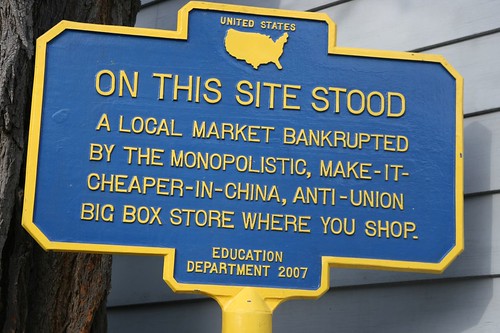 UNITED STATES
ON THIS SITE STOOD
A LOCAL MARKET BANKRUPTED
BY THE MONOPOLISTIC, MAKE-IT-
CHEAPER-IN-CHINA, ANTI-UNION
BIG BOX STORE WHERE YOU SHOP.
EDUCATION
DEPARTMENT 2007